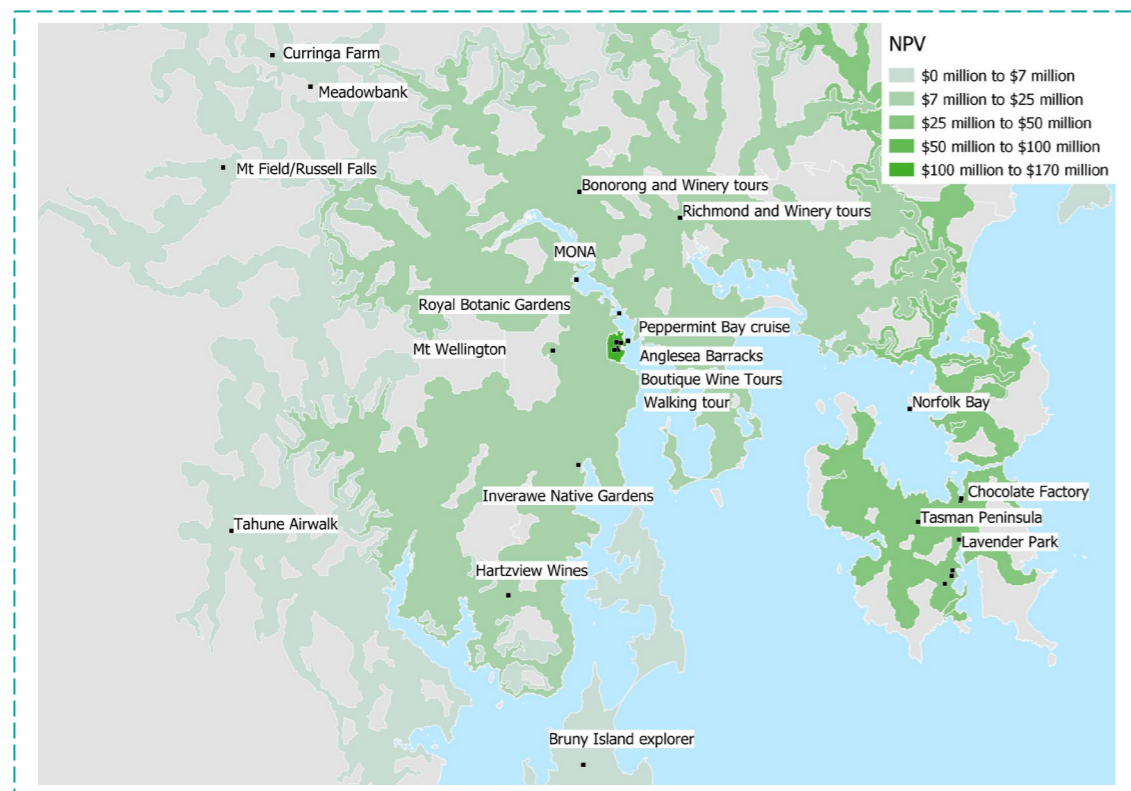 NPV
$0 million to $7 million
$7 million to $25 million
$25 million to $50 million
$50 million to $100 million
$100 million to $170 million
Curringa Farm
Meadowbank
Mt Field/Russell Falls
Bonorong and Winery tours
Richmond and Winery tours
MONA
Royal Botanic Gardens
Peppermint Bay cruise
Mt Wellington
Anglesea Barracks
Boutique Wine Tours
Walking tour
Norfolk Bay
Inverawe Native Gardens
Chocolate Factory
Tahune Airwalk
Tasman Peninsula
Lavender Park
Hartzview Wines
Bruny Island explorer